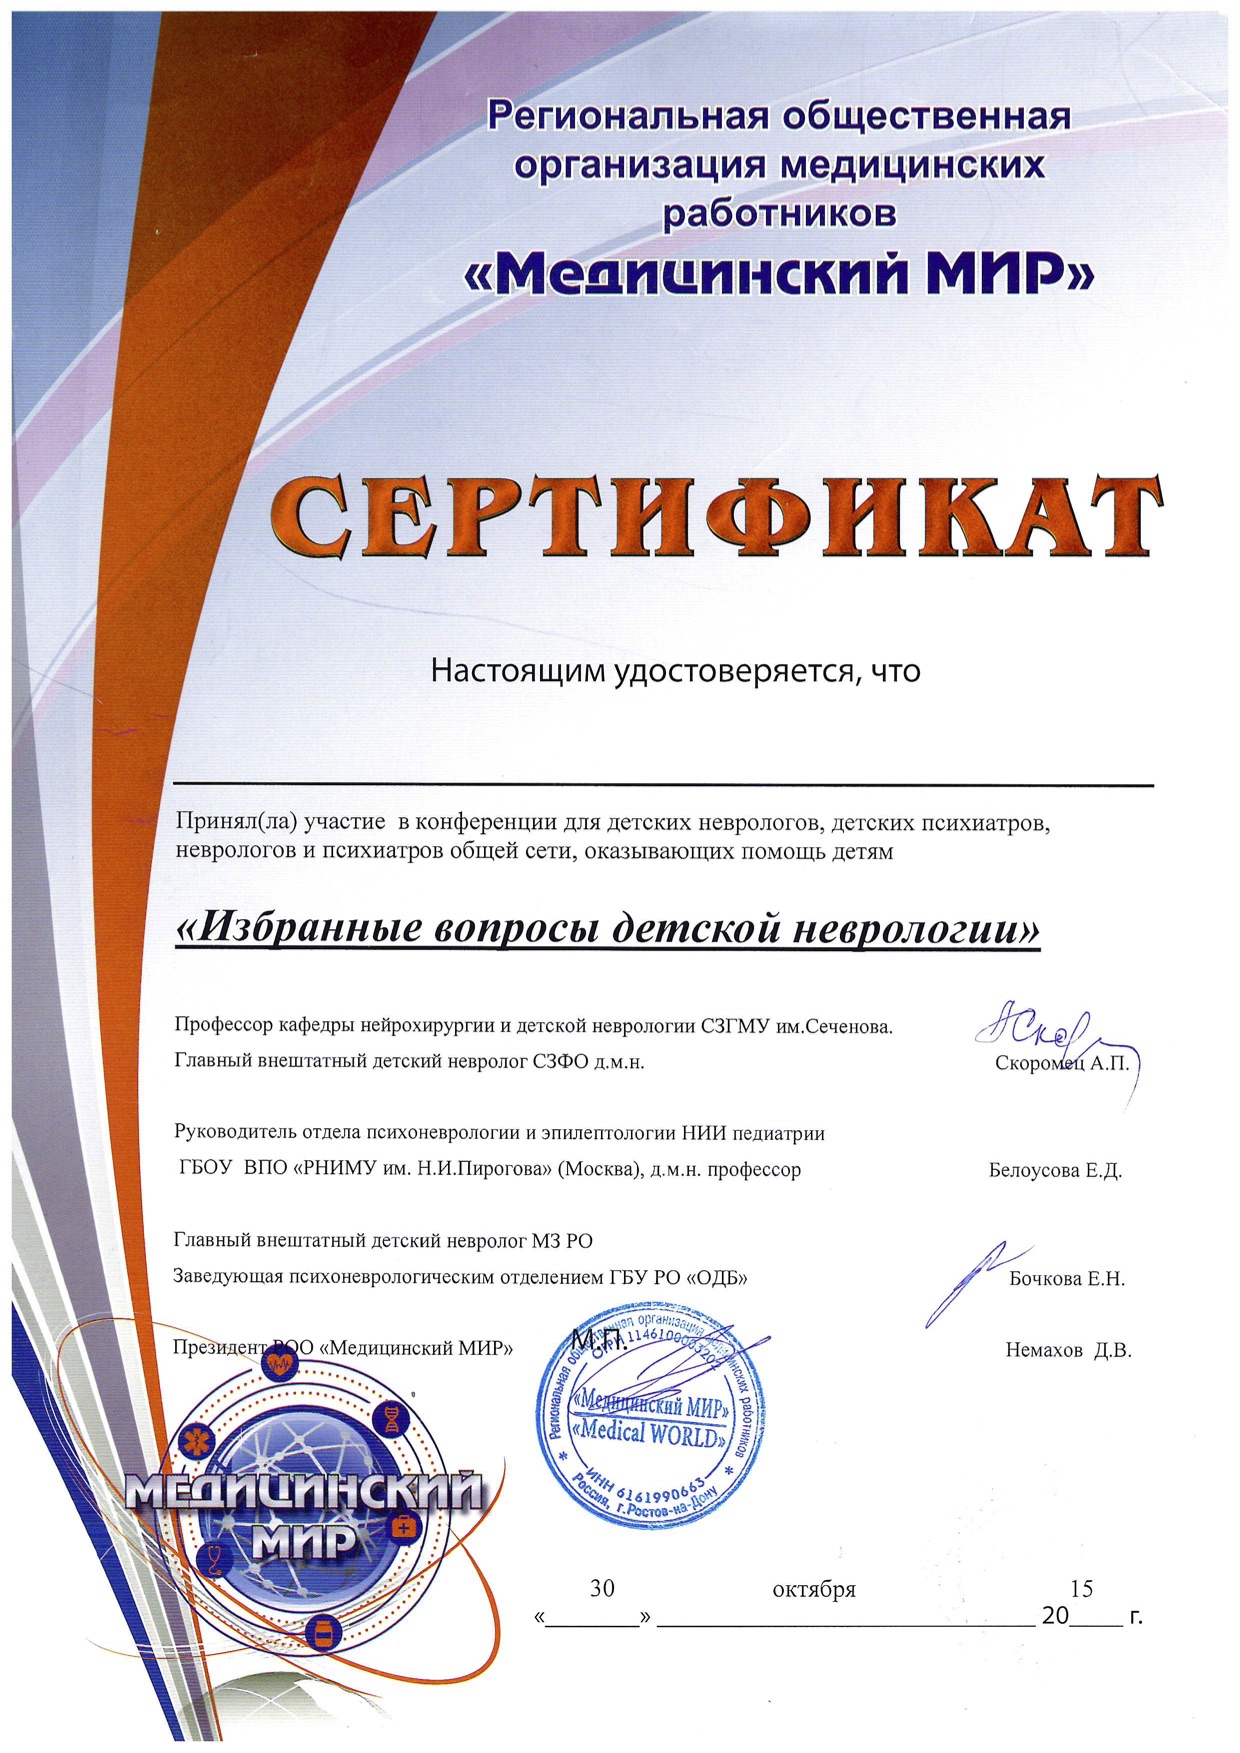 Региональная общественная
организация медицинских
работников
«Медицинский МИР»
СЕРТИФИКАТ
Настоящим удостоверяется, что
Принял(ла) участие в конференции для детских неврологов, детских психиатров,
неврологов и психиатров общей сети, оказывающих помощь детям
«Избранные вопросы детской неврологии»
Профессор кафедры нейрохирургии и детской неврологии СЗГМУ им.Сеченова.
Главный внештатный детский невролог СЗФО д.м.н. Скоромец А.П.
Руководитель отдела психоневрологии и эпилептологии НИИ педиатрии
ГБОУ ВПО «РНИМУ им. Н.И.Пирогова» (Москва), д.м.н. профессор Белоусова Е.Д.
Главный внештатный детский невролог МЗ РО
Заведующая психоневрологическим отделением ГБУ РО «ОДБ» Бочкова Е.Н.
Президент РОО «Медицинский МИР» М.П. Немахов Д.В.
Региональная общественная организация медицинских работников
ОГРН 1146100003202
«Медицинский МИР»
«Medical WORLD»
ИНН 6161990663
Россия, г.Ростов-на-Дону
МЕДИЦИНСКИЙ
МИР
30 октября 15
«_______» ____________________________ 20____ г.